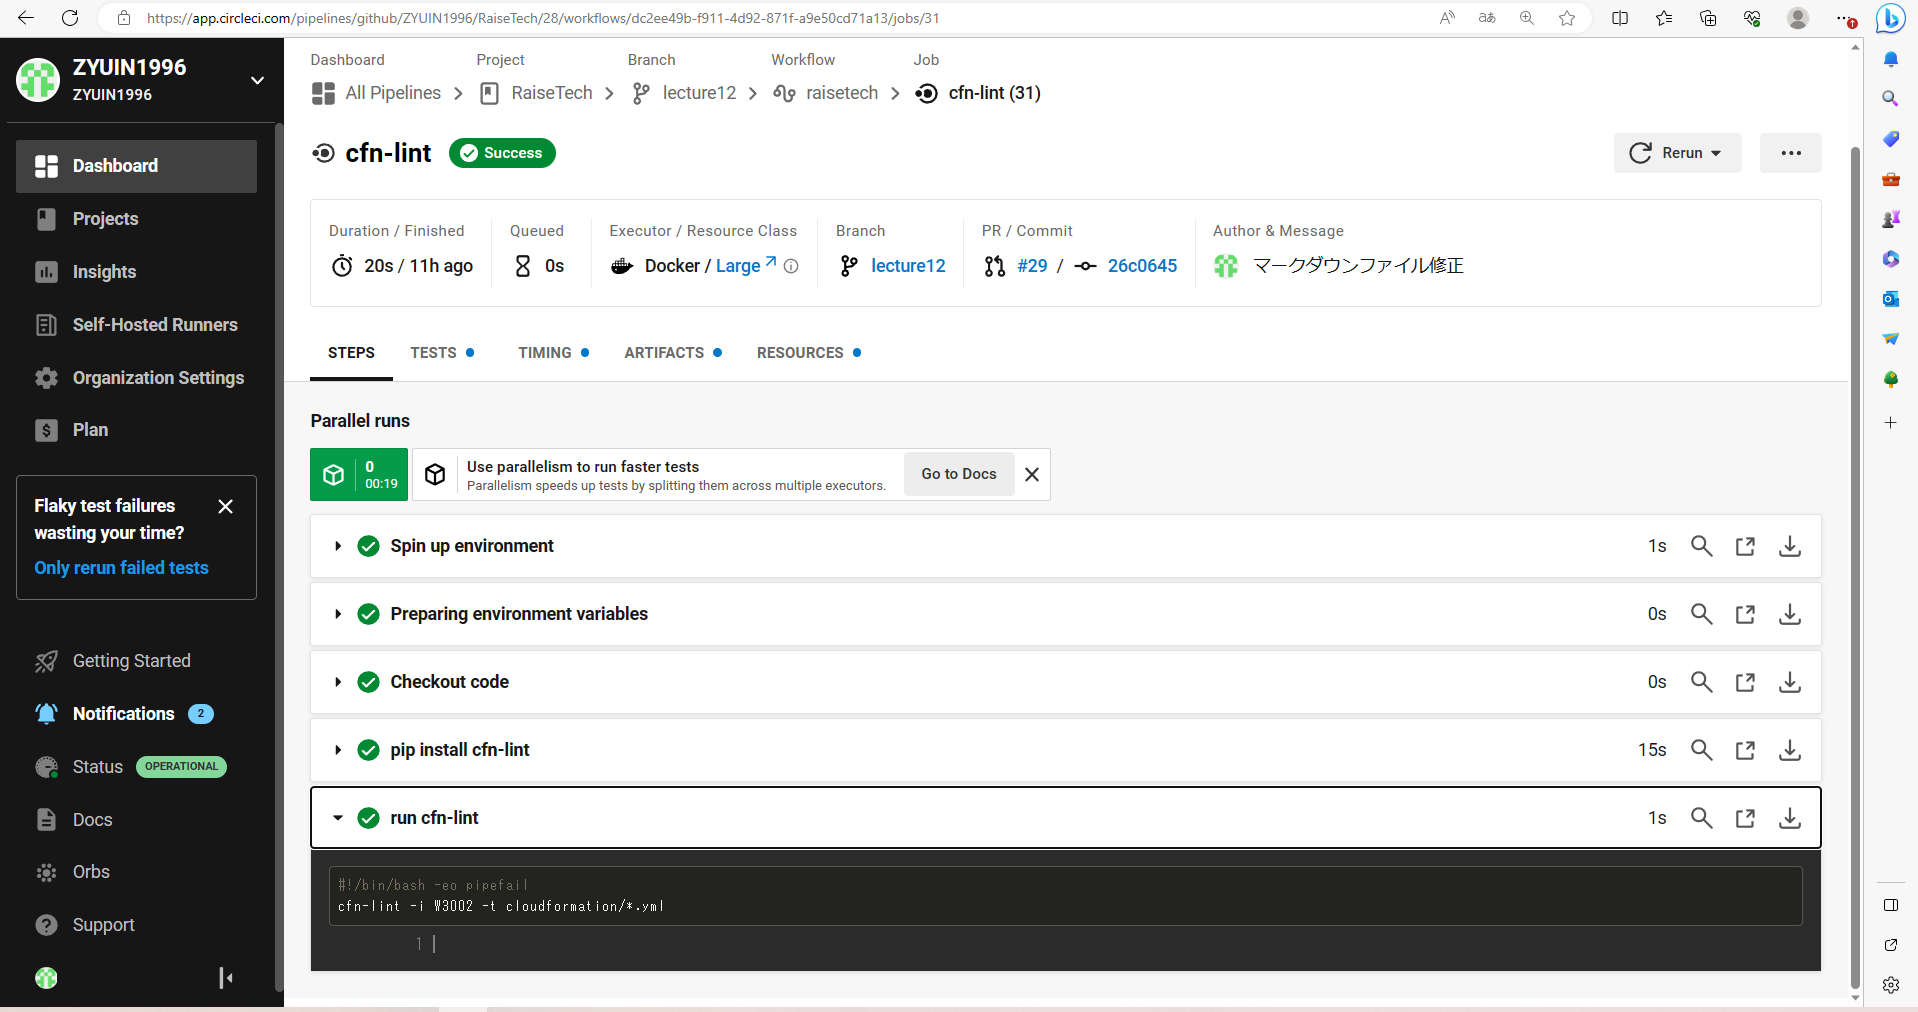 https://app.circleci.com/pipelines/github/ZYUIN1996/RaiseTech/28/workflows/dc2ee49b-f911-4d92-871f-a9e50cd71a13/jobs/31
ZYUIN1996
ZYUIN1996
Dashboard
Projects
Insights
Self-Hosted Runners
Organization Settings
Plan
Flaky test failures
wasting your time?
Only rerun failed tests
Getting Started
Notifications 2
Status OPERATIONAL
Docs
Orbs
Support
Dashboard Project Branch Workflow Job
All Pipelines RaiseTech lecture12 raisetech cfn-lint (31)
cfn-lint Success Rerun
Duration / Finished Queued Executor / Resource Class Branch PR / Commit Author & Message
20s / 11h ago 0s Docker / Large lecture12 #29 / 26c0645 マークダウンファイル修正
STEPS TESTS TIMING ARTIFACTS RESOURCES
Parallel runs
0
00:19
Use parallelism to run faster tests
Parallelism speeds up tests by splitting them across multiple executors.
Go to Docs
Spin up environment 1s
Preparing environment variables 0s
Checkout code 0s
pip install cfn-lint 15s
run cfn-lint 1s
#!/bin/bash -eo pipefail
cfn-lint -i W3002 -t cloudformation/*.yml
1